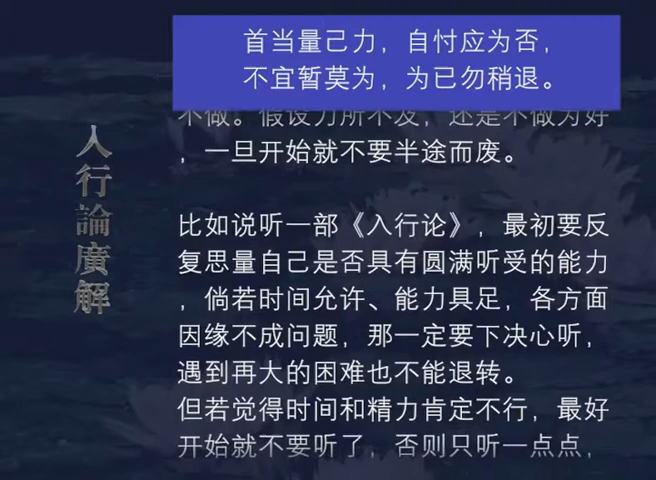 首当量己力，自忖应为否，
不宜暂莫为，为已勿稍退。
入行論廣解
不做。假设力所不及，还是不做为好
，一旦开始就不要半途而废。
比如说听一部《入行论》，最初要反
复思量自己是否具有圆满听受的能力
，倘若时间允许、能力具足，各方面
因缘不成问题，那一定要下决心听，
遇到再大的困难也不能退转。
但若觉得时间和精力肯定不行，最好
开始就不要听了，否则只听一点点，